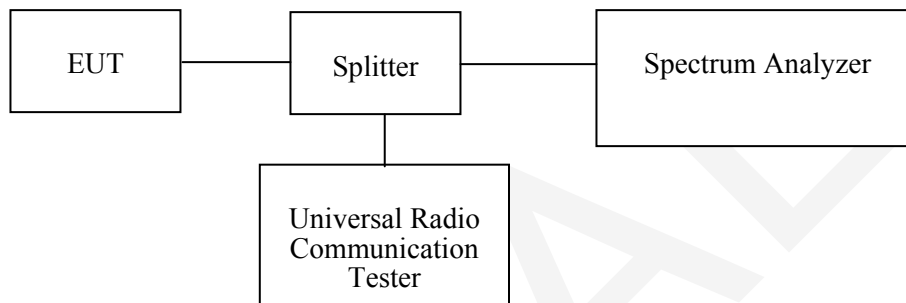 EUT
Splitter
Spectrum Analyzer
Universal Radio
Communication
Tester